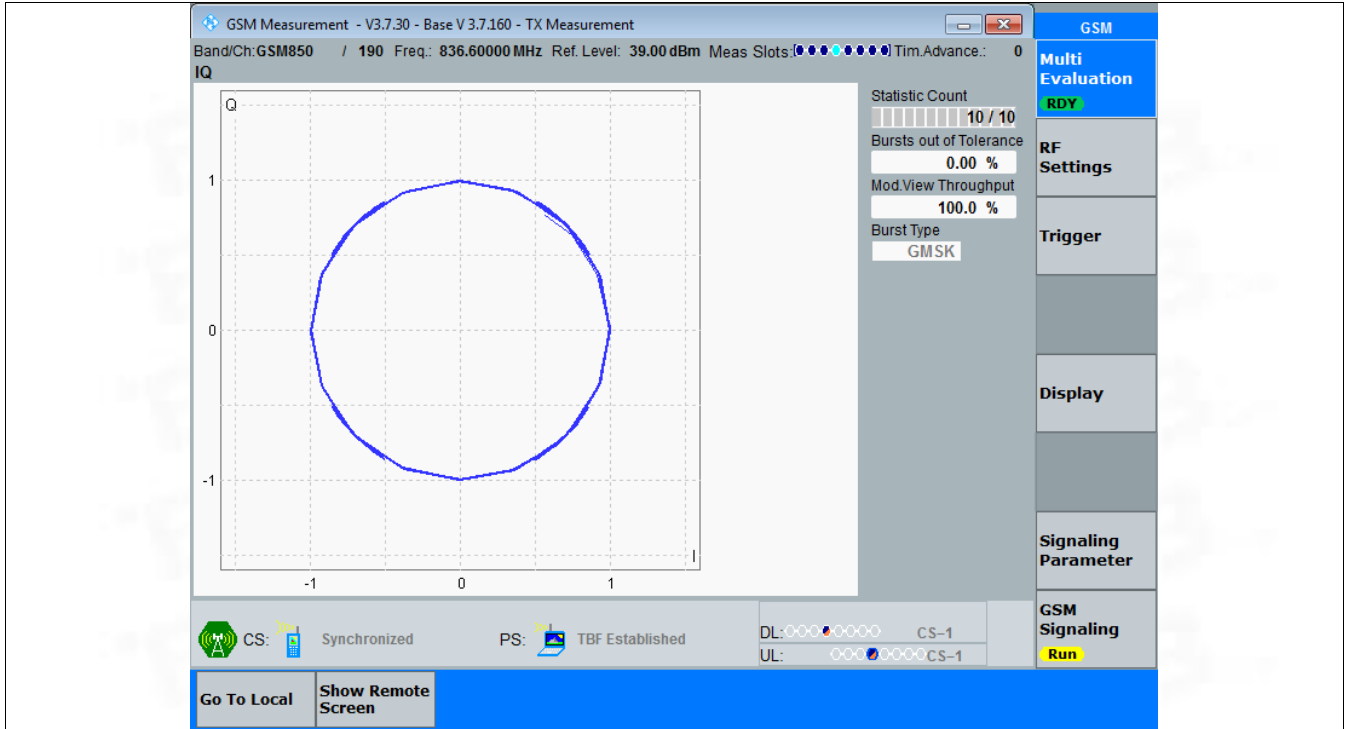 GSM Measurement - V3.7.30 - Base V 3.7.160 - TX Measurement
GSM
Band/Ch:GSM850 / 190 Freq.: 836.60000 MHz Ref. Level: 39.00 dBm Meas Slots: Tim.Advance.: 0
IQ
Multi
Evaluation
RDY
Q
1
0
-1
I
-1 0 1
Statistic Count
10 / 10
Bursts out of Tolerance
0.00 %
Mod.View Throughput
100.0 %
Burst Type
GMSK
RF
Settings
Trigger
Display
Signaling
Parameter
GSM
Signaling
Run
CS: Synchronized PS: TBF Established
DL: CS-1
UL: CS-1
Go To Local
Show Remote
Screen